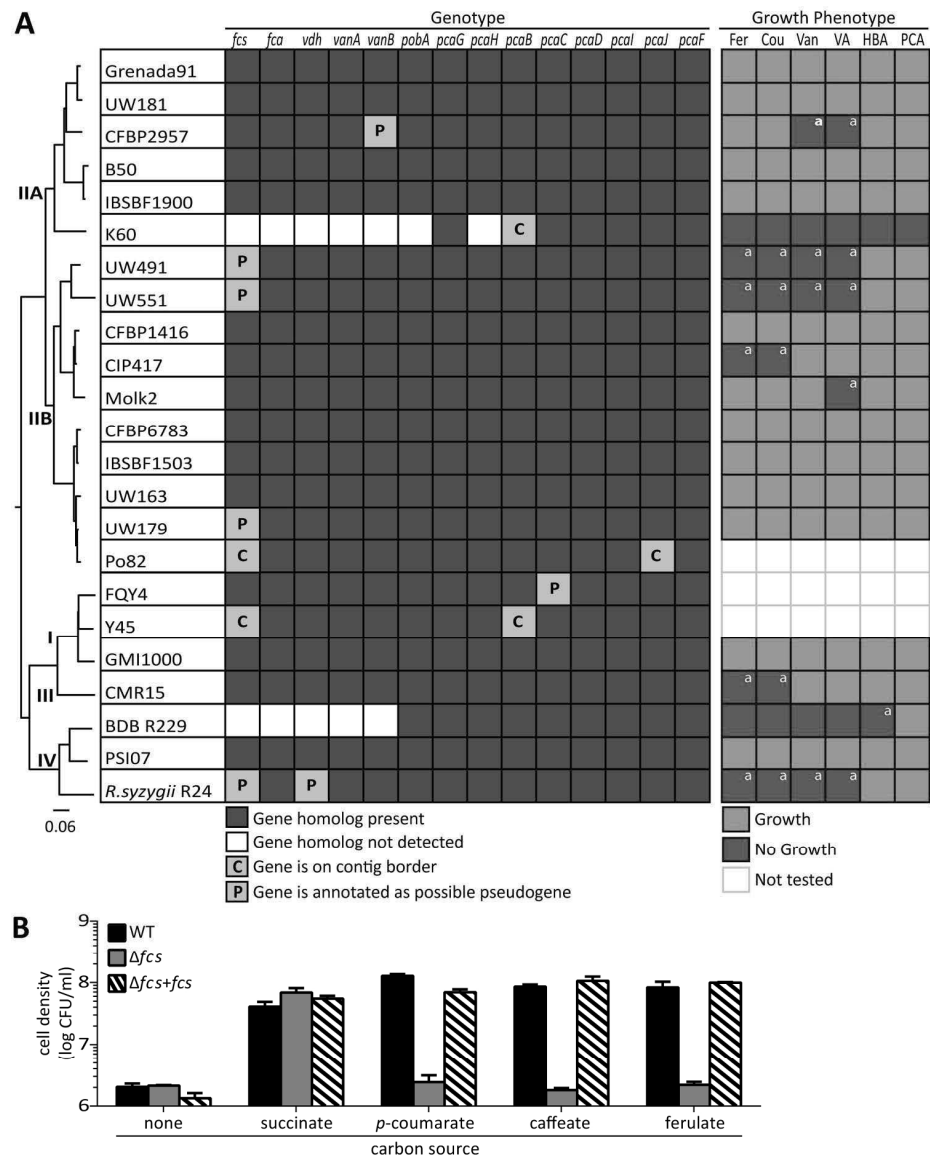 A
Genotype
Growth Phenotype
fcs fca vdh vanA vanB pobA pcaG pcaH pcaB pcaC pcaD pcaI pcaJ pcaF
Fer Cou Van VA HBA PCA
Grenada91
UW181
CFBP2957 P a a
B50
IIA
IBSBF1900
K60 C
UW491 P a a a a
UW551 P a a a a
CFBP1416
CIP417 a a
Molk2 a
IIB
CFBP6783
IBSBF1503
UW163
UW179 P
Po82 C C
FQY4 P
Y45 C C
I
GMI1000
III
CMR15 a a
BDB R229 a
IV
PSI07
R.syzygii R24 P P a a a a
0.06
Gene homolog present
Gene homolog not detected
C Gene is on contig border
P Gene is annotated as possible pseudogene
Growth
No Growth
Not tested
B
WT
Δfcs
Δfcs+fcs
cell density
(log CFU/ml)
9
8
7
6
none succinate p-coumarate caffeate ferulate
carbon source